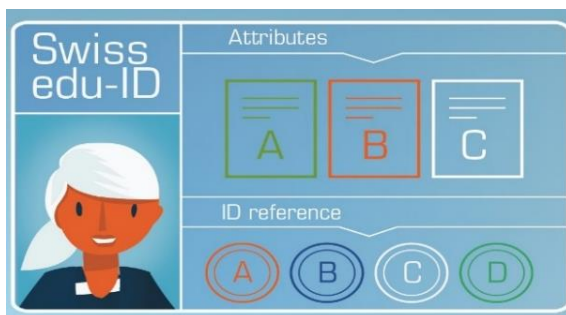 Swiss
edu-ID
Attributes
A B C
ID reference
A B C D